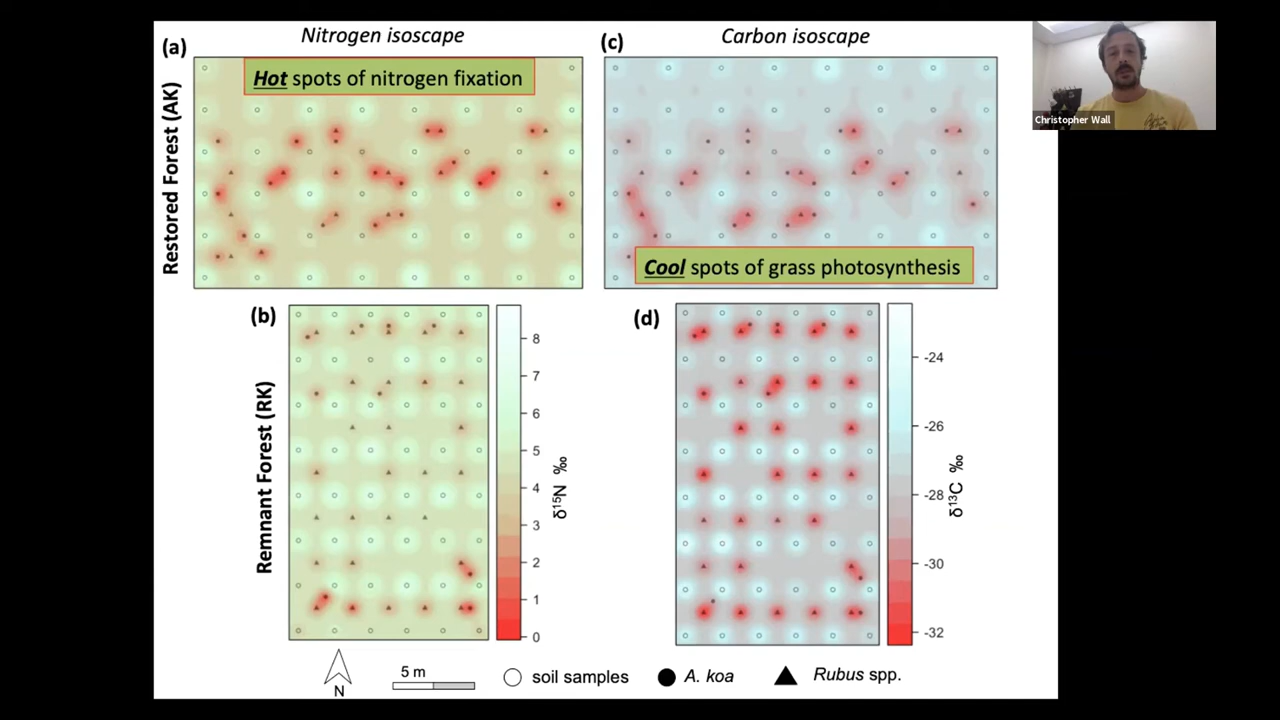 (a)
Nitrogen isoscape
Hot spots of nitrogen fixation
Restored Forest (AK)
(c)
Carbon isoscape
Cool spots of grass photosynthesis
Christopher Wall
(b)
Remnant Forest (RK)
8
7
6
5
4
3
2
1
0
δ¹⁵N ‰
(d)
-24
-26
-28
-30
-32
δ¹³C ‰
N
5 m
soil samples
A. koa
Rubus spp.